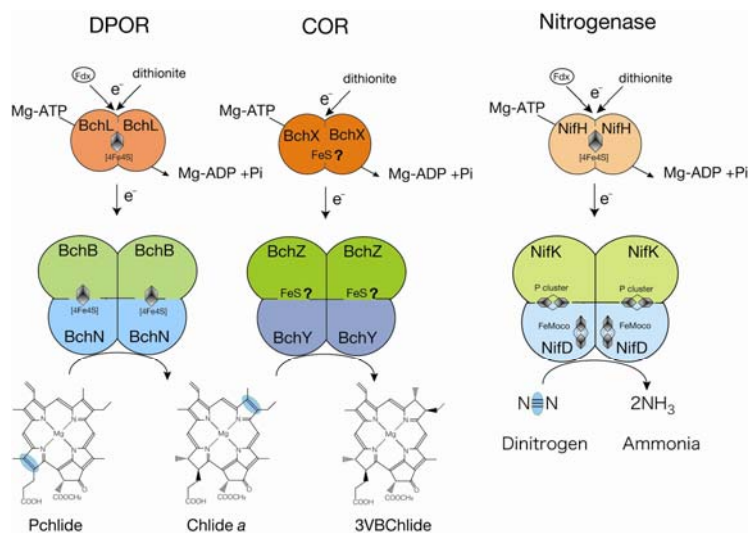 DPOR
COR
Nitrogenase
Fdx
dithionite
e⁻
Mg-ATP
BchL BchL
[4Fe4S]
Mg-ADP +Pi
e⁻
BchB BchB
[4Fe4S] [4Fe4S]
BchN BchN
dithionite
e⁻
Mg-ATP
BchX BchX
FeS ?
Mg-ADP +Pi
e⁻
BchZ BchZ
FeS ? FeS ?
BchY BchY
Fdx
dithionite
e⁻
Mg-ATP
NifH NifH
[4Fe4S]
Mg-ADP +Pi
e⁻
NifK NifK
P cluster P cluster
FeMoco FeMoco
NifD NifD
N N
Mg
N N
COOCH₃
O
COOH
Pchlide
N N
Mg
N N
COOCH₃
O
COOH
Chlide a
N N
Mg
N N
COOCH₃
O
COOH
3VBChlide
N≡N
2NH₃
Dinitrogen
Ammonia